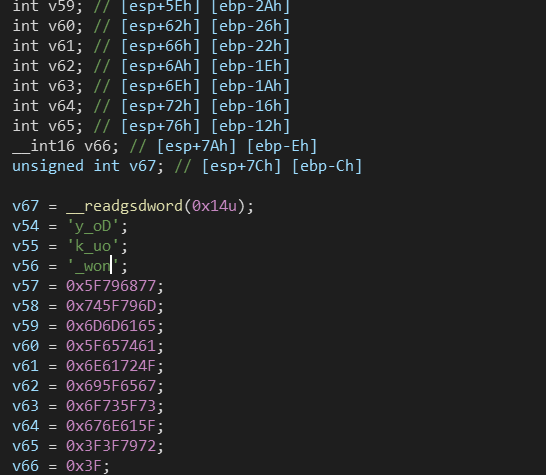 int v59; // [esp+5Eh] [ebp-2Ah]
int v60; // [esp+62h] [ebp-26h]
int v61; // [esp+66h] [ebp-22h]
int v62; // [esp+6Ah] [ebp-1Eh]
int v63; // [esp+6Eh] [ebp-1Ah]
int v64; // [esp+72h] [ebp-16h]
int v65; // [esp+76h] [ebp-12h]
__int16 v66; // [esp+7Ah] [ebp-Eh]
unsigned int v67; // [esp+7Ch] [ebp-Ch]
v67 = __readgsdword(0x14u);
v54 = 'y_oD';
v55 = 'k_uo';
v56 = '_won';
v57 = 0x5F796877;
v58 = 0x745F796D;
v59 = 0x6D6D6165;
v60 = 0x5F657461;
v61 = 0x6E61724F;
v62 = 0x695F6567;
v63 = 0x6F735F73;
v64 = 0x676E615F;
v65 = 0x3F3F7972;
v66 = 0x3F;